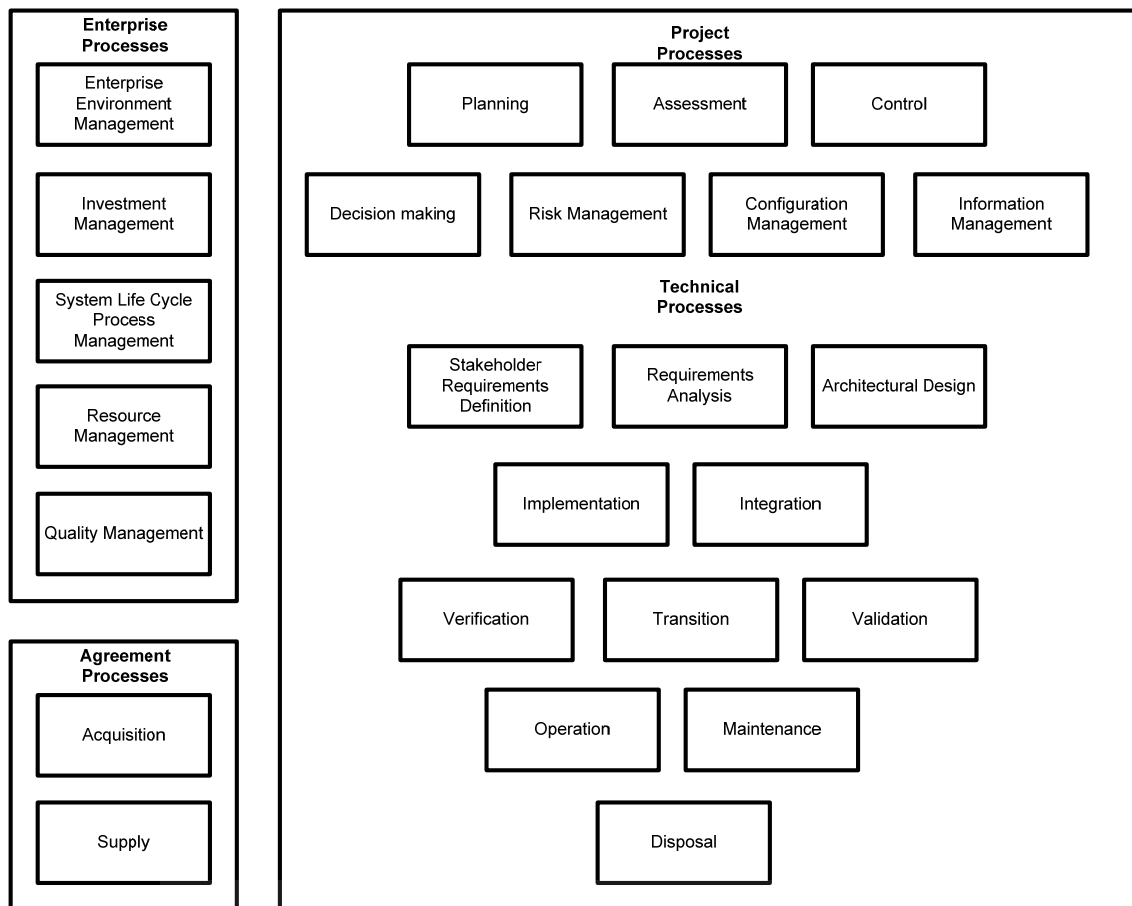 Enterprise
Processes
Enterprise
Environment
Management
Investment
Management
System Life Cycle
Process
Management
Resource
Management
Quality Management
Agreement
Processes
Acquisition
Supply
Project
Processes
Planning
Assessment
Control
Decision making
Risk Management
Configuration
Management
Information
Management
Technical
Processes
Stakeholder
Requirements
Definition
Requirements
Analysis
Architectural Design
Implementation
Integration
Verification
Transition
Validation
Operation
Maintenance
Disposal